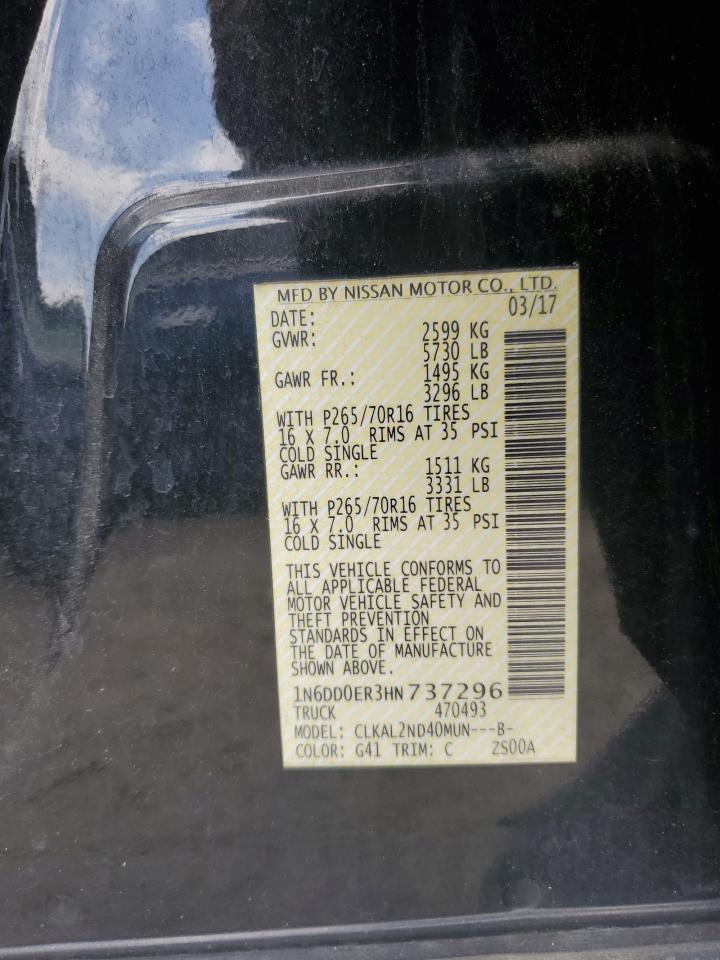 MFD BY NISSAN MOTOR CO., LTD.
DATE: 03/17
GVWR: 2599 KG
5730 LB
GAWR FR.: 1495 KG
3296 LB
WITH P265/70R16 TIRES
16 X 7.0 RIMS AT 35 PSI
COLD SINGLE
GAWR RR.: 1511 KG
3331 LB
WITH P265/70R16 TIRES
16 X 7.0 RIMS AT 35 PSI
COLD SINGLE
THIS VEHICLE CONFORMS TO
ALL APPLICABLE FEDERAL
MOTOR VEHICLE SAFETY AND
THEFT PREVENTION
STANDARDS IN EFFECT ON
THE DATE OF MANUFACTURE
SHOWN ABOVE.
1N6DD0ER3HN737296
TRUCK 470493
MODEL: CLKAL2ND40MUN---B-
COLOR: G41 TRIM: C ZS00A